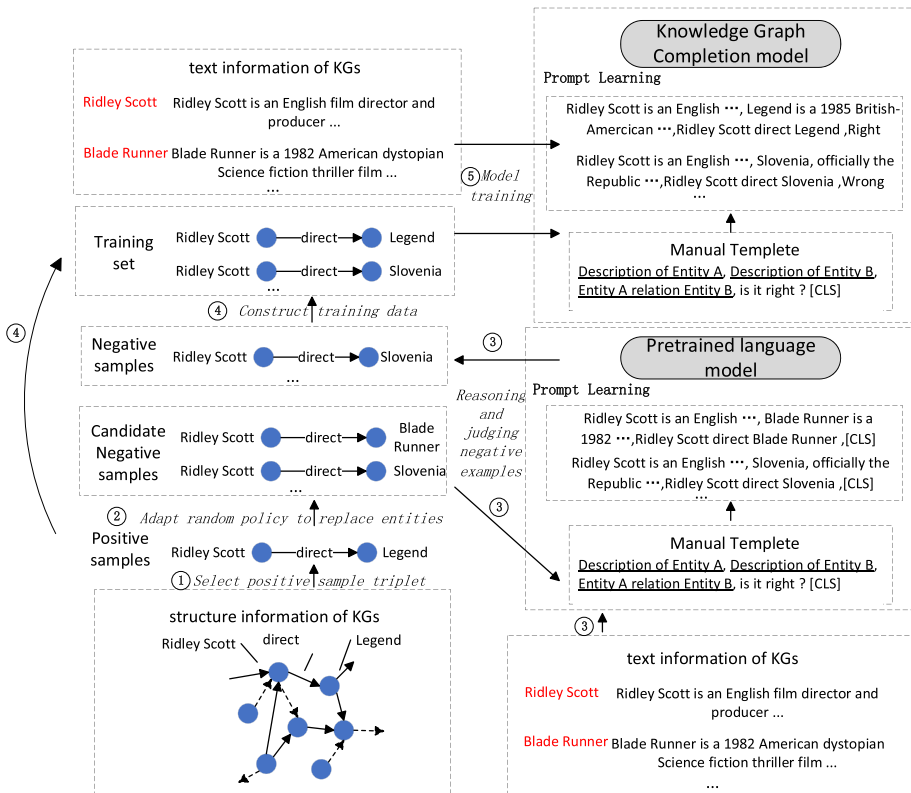 text information of KGs
Ridley Scott
Ridley Scott is an English film director and
producer ...
Blade Runner
Blade Runner is a 1982 American dystopian
Science fiction thriller film ...
...
Training
set
Ridley Scott
direct
Legend
Ridley Scott
direct
Slovenia
...
④ Construct training data
④
Negative
samples
Ridley Scott
direct
Slovenia
...
Candidate
Negative
samples
Ridley Scott
direct
Blade
Runner
Ridley Scott
direct
Slovenia
...
② Adapt random policy to replace entities
Positive
samples
Ridley Scott
direct
Legend
① Select positive sample triplet
structure information of KGs
Ridley Scott
direct
Legend
⑤ Model
training
③
Reasoning
and
judging
negative
examples
③
Knowledge Graph
Completion model
Prompt Learning
Ridley Scott is an English ···, Legend is a 1985 British-
Amercican ···,Ridley Scott direct Legend ,Right
Ridley Scott is an English ···, Slovenia, officially the
Republic ···,Ridley Scott direct Slovenia ,Wrong
...
Manual Templete
Description of Entity A, Description of Entity B,
Entity A relation Entity B, is it right ? [CLS]
Pretrained language
model
Prompt Learning
Ridley Scott is an English ···, Blade Runner is a
1982 ···,Ridley Scott direct Blade Runner ,[CLS]
Ridley Scott is an English ···, Slovenia, officially the
Republic ···,Ridley Scott direct Slovenia ,[CLS]
...
Manual Templete
Description of Entity A, Description of Entity B,
Entity A relation Entity B, is it right ? [CLS]
③
text information of KGs
Ridley Scott
Ridley Scott is an English film director and
producer ...
Blade Runner
Blade Runner is a 1982 American dystopian
Science fiction thriller film ...
...